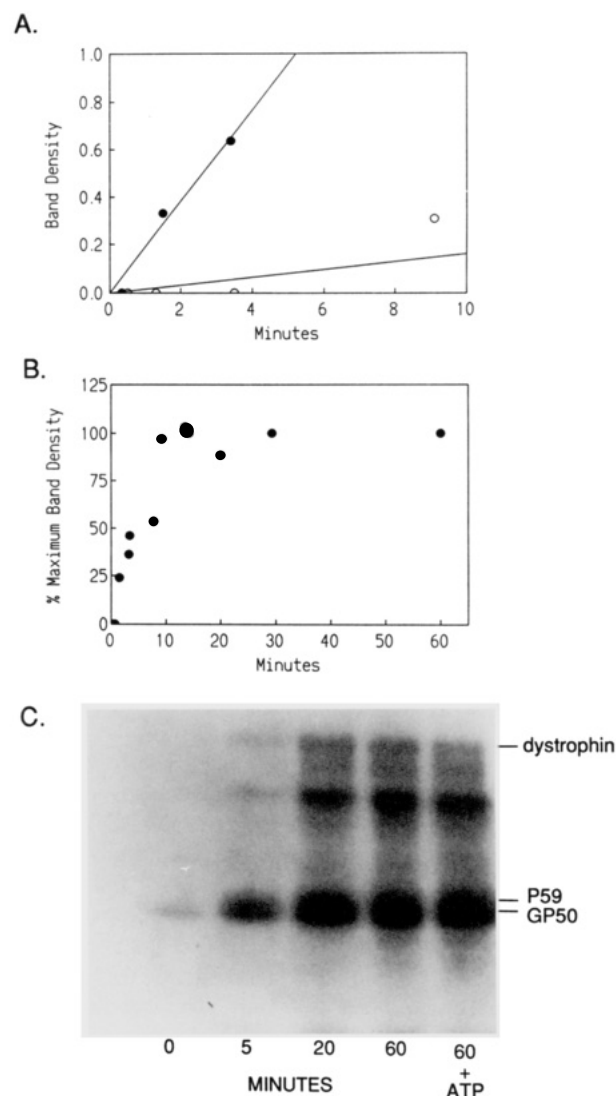 A.
1.0
0.8
0.6
0.4
0.2
0.0
Band Density
0 2 4 6 8 10
Minutes
B.
125
100
75
50
25
0
% Maximum Band Density
0 10 20 30 40 50 60
Minutes
C.
dystrophin
P59
GP50
0 5 20 60 60
+
MINUTES ATP